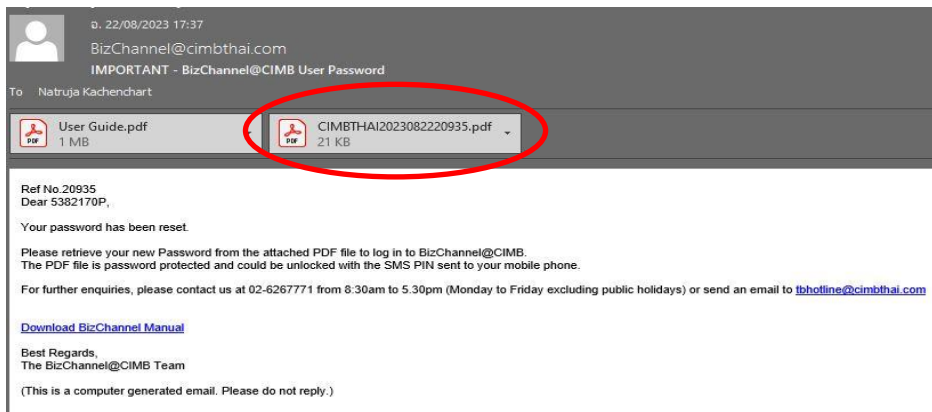 อ. 22/08/2023 17:37
BizChannel@cimbthai.com
IMPORTANT - BizChannel@CIMB User Password
To Natruja Kachenchart
User Guide.pdf
1 MB
CIMBTHAI2023082220935.pdf
21 KB
Ref No.20935
Dear 5382170P,
Your password has been reset.
Please retrieve your new Password from the attached PDF file to log in to BizChannel@CIMB.
The PDF file is password protected and could be unlocked with the SMS PIN sent to your mobile phone.
For further enquiries, please contact us at 02-6267771 from 8:30am to 5.30pm (Monday to Friday excluding public holidays) or send an email to tbhotline@cimbthai.com
Download BizChannel Manual
Best Regards,
The BizChannel@CIMB Team
(This is a computer generated email. Please do not reply.)